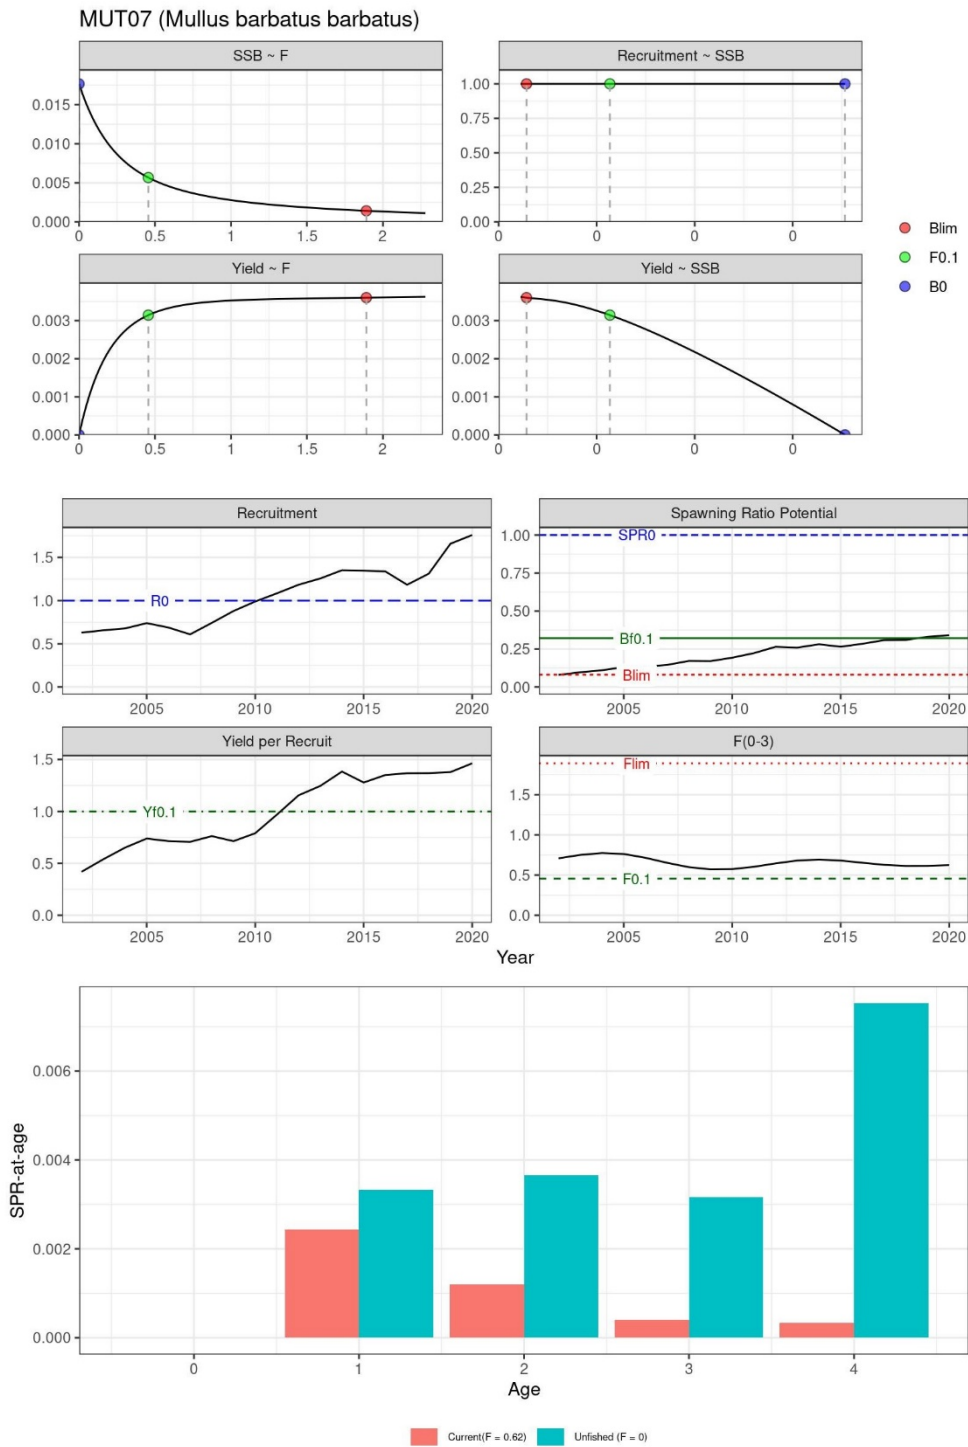 MUT07 (Mullus barbatus barbatus)
SSB ~ F
Recruitment ~ SSB
0.015
0.010
0.005
0.000
0 0.5 1 1.5 2
1.00
0.75
0.50
0.25
0.00
0 0 0 0
Blim
F0.1
B0
Yield ~ F
Yield ~ SSB
0.003
0.002
0.001
0.000
0 0.5 1 1.5 2
0.003
0.002
0.001
0.000
0 0 0 0
Recruitment
Spawning Ratio Potential
1.5
1.0
0.5
0.0
R0
2005 2010 2015 2020
1.00
0.75
0.50
0.25
0.00
SPR0
Bf0.1
Blim
2005 2010 2015 2020
Yield per Recruit
F(0-3)
1.5
1.0
0.5
0.0
Yf0.1
2005 2010 2015 2020
1.5
1.0
0.5
0.0
Flim
F0.1
2005 2010 2015 2020
Year
SPR-at-age
0.006
0.004
0.002
0.000
0 1 2 3 4
Age
Current(F = 0.62) Unfished (F = 0)